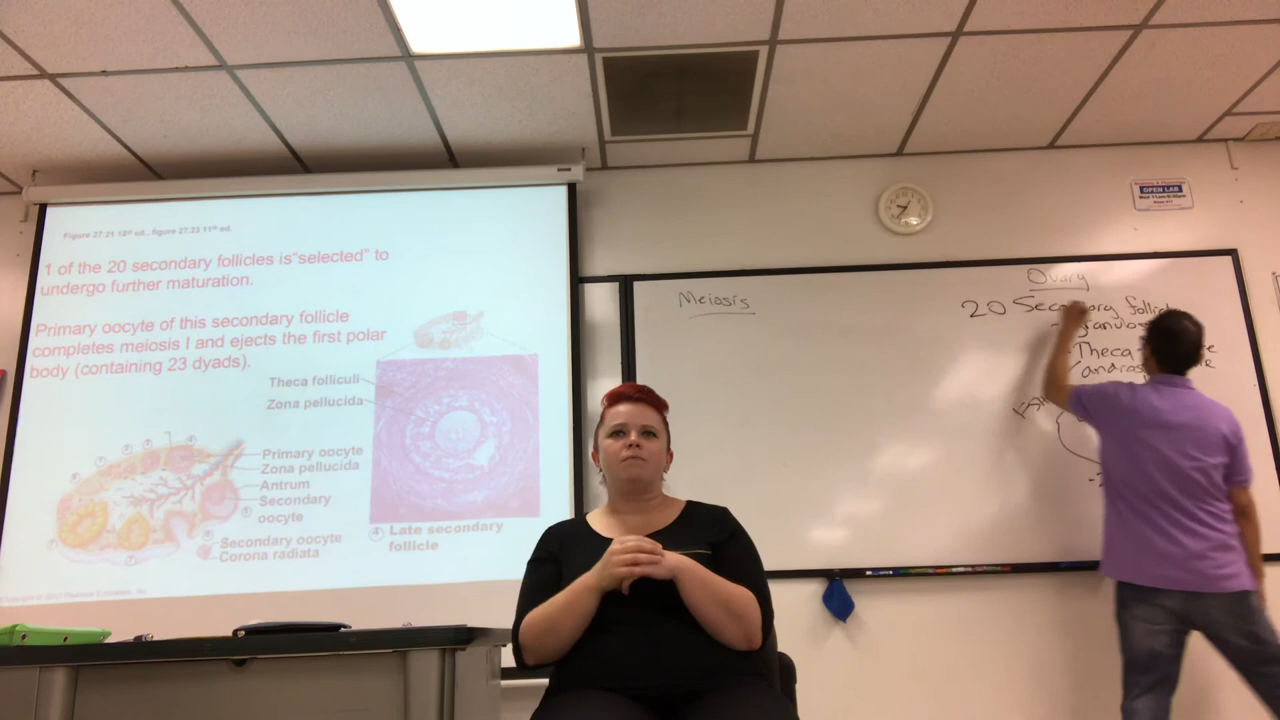 Figure 27.21 10th ed., figure 27.23 11th ed.
1 of the 20 secondary follicles is "selected" to
undergo further maturation.
Primary oocyte of this secondary follicle
completes meiosis I and ejects the first polar
body (containing 23 dyads).
Theca folliculi
Zona pellucida
Primary oocyte
Zona pellucida
Antrum
Secondary
oocyte
Secondary oocyte
Corona radiata
4 Late secondary
follicle
Meiosis
Ovary
20 Secondary
Theca
OPEN LAB